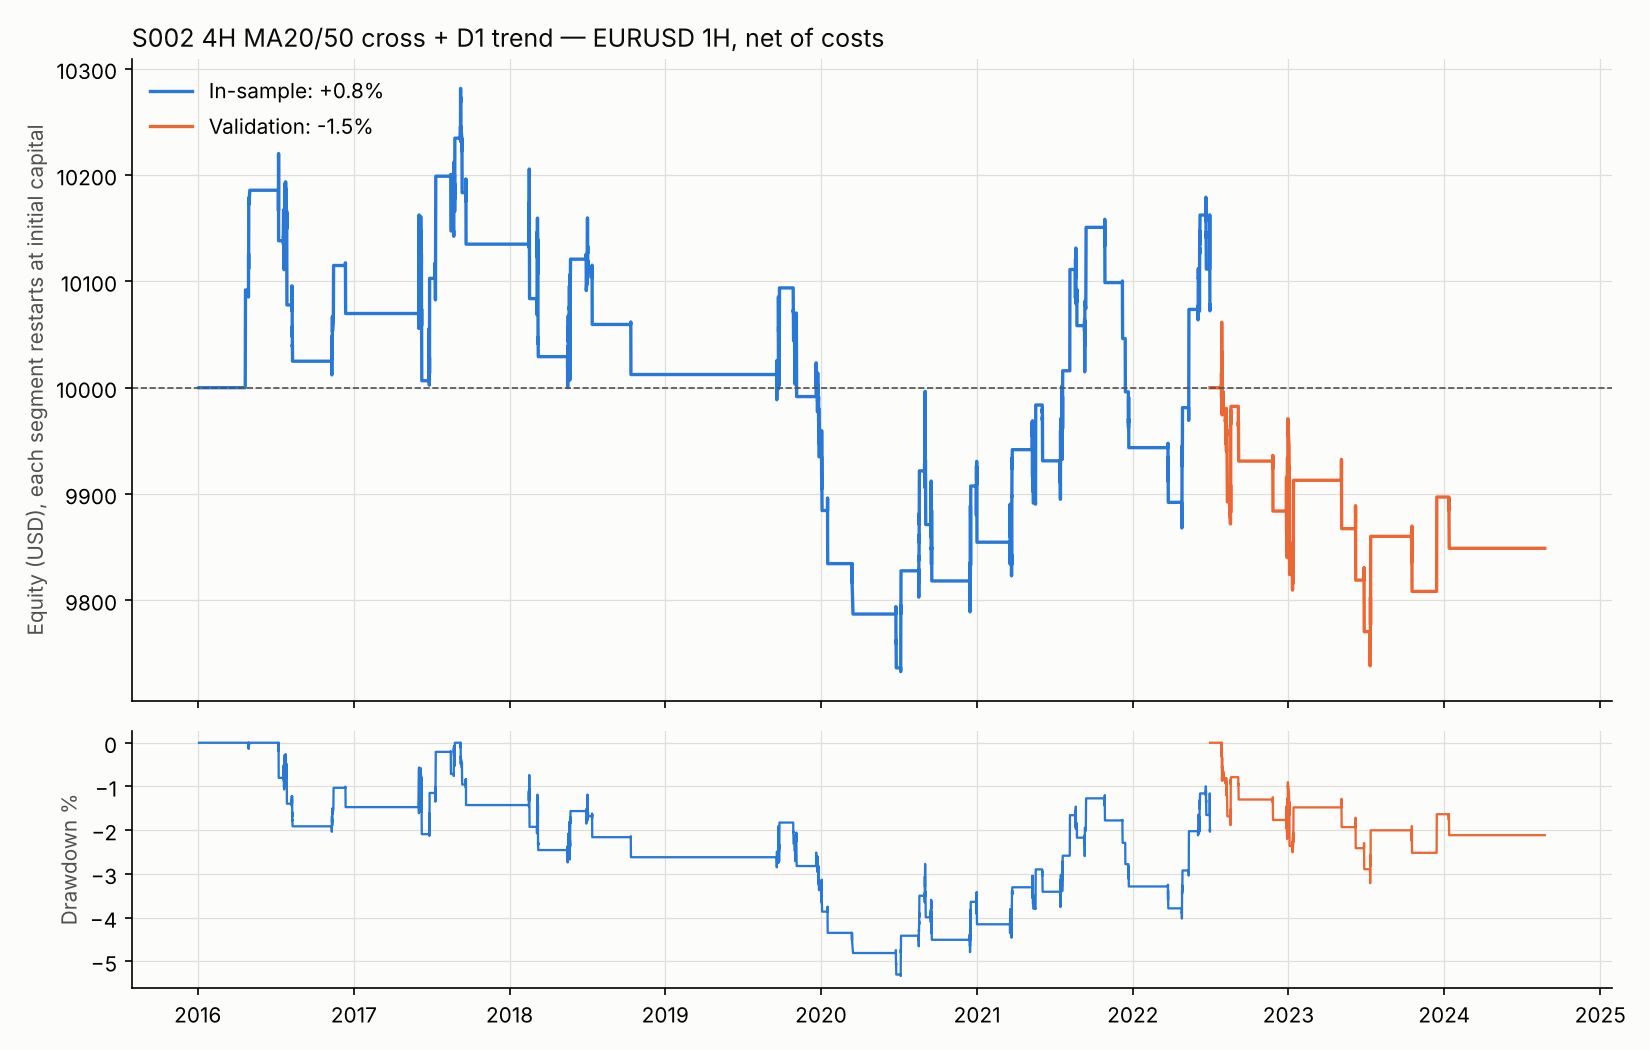 S002 4H MA20/50 cross + D1 trend — EURUSD 1H, net of costs
In-sample: +0.8%
Validation: -1.5%
Equity (USD), each segment restarts at initial capital
10300
10200
10100
10000
9900
9800
Drawdown %
0
−1
−2
−3
−4
−5
2016 2017 2018 2019 2020 2021 2022 2023 2024 2025